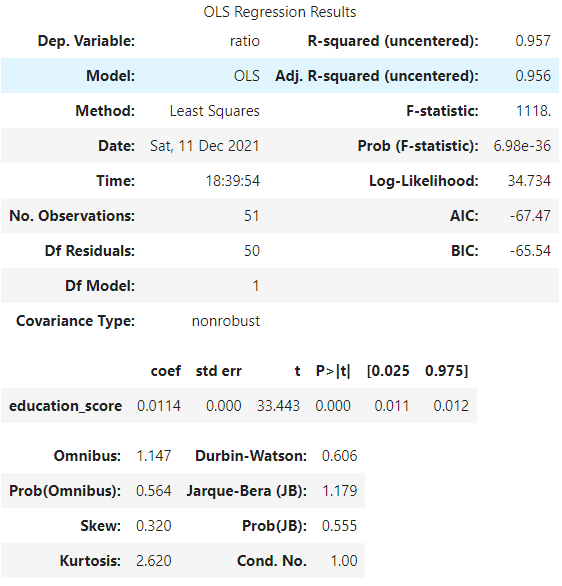 OLS Regression Results
Dep. Variable: ratio R-squared (uncentered): 0.957
Model: OLS Adj. R-squared (uncentered): 0.956
Method: Least Squares F-statistic: 1118.
Date: Sat, 11 Dec 2021 Prob (F-statistic): 6.98e-36
Time: 18:39:54 Log-Likelihood: 34.734
No. Observations: 51 AIC: -67.47
Df Residuals: 50 BIC: -65.54
Df Model: 1
Covariance Type: nonrobust
coef std err t P>|t| [0.025 0.975]
education_score 0.0114 0.000 33.443 0.000 0.011 0.012
Omnibus: 1.147 Durbin-Watson: 0.606
Prob(Omnibus): 0.564 Jarque-Bera (JB): 1.179
Skew: 0.320 Prob(JB): 0.555
Kurtosis: 2.620 Cond. No. 1.00